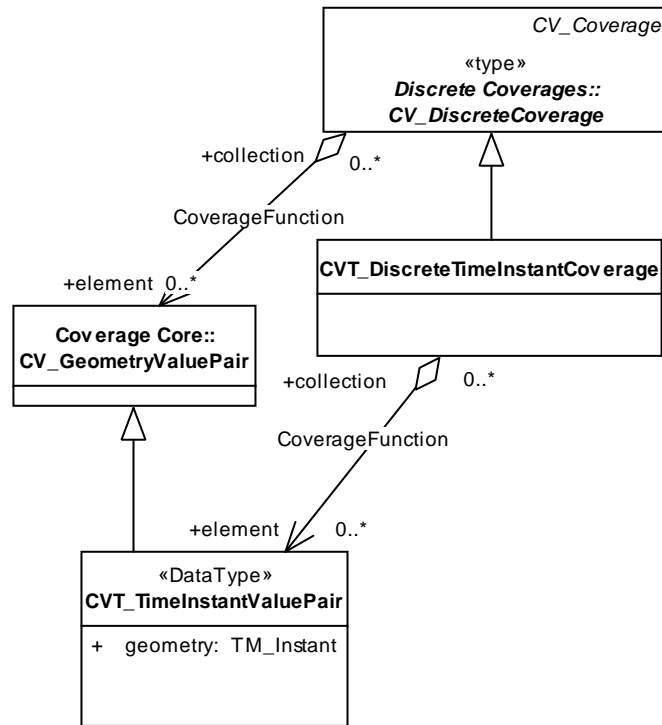 CV_Coverage
«type»
Discrete Coverages::
CV_DiscreteCoverage
+collection
0..*
CoverageFunction
+element 0..*
Coverage Core::
CV_GeometryValuePair
CVT_DiscreteTimeInstantCoverage
+collection
0..*
CoverageFunction
+element
0..*
«DataType»
CVT_TimeInstantValuePair
+ geometry: TM_Instant